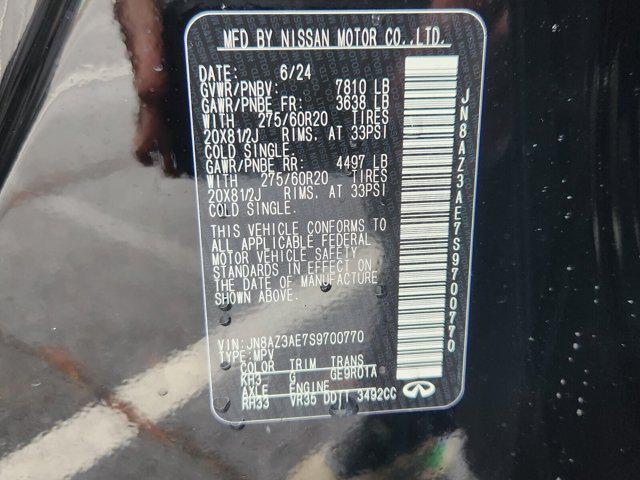 MFD BY NISSAN MOTOR CO.,LTD.
DATE: 6/24
GVWR/PNBV: 7810 LB
GAWR/PNBE FR: 3638 LB
WITH 275/60R20 TIRES
20X81/2J RIMS, AT 33PSI
COLD SINGLE.
GAWR/PNBE RR: 4497 LB
WITH 275/60R20 TIRES
20X81/2J RIMS, AT 33PSI
COLD SINGLE.
THIS VEHICLE CONFORMS TO
ALL APPLICABLE FEDERAL
MOTOR VEHICLE SAFETY
STANDARDS IN EFFECT ON
THE DATE OF MANUFACTURE
SHOWN ABOVE.
VIN:JN8AZ3AE7S9700770
TYPE:MPV
COLOR TRIM TRANS
KH3 G GE9R01A
AXLE ENGINE
RH33 VR35 DDTT 3492CC
JN8AZ3AE7S9700770